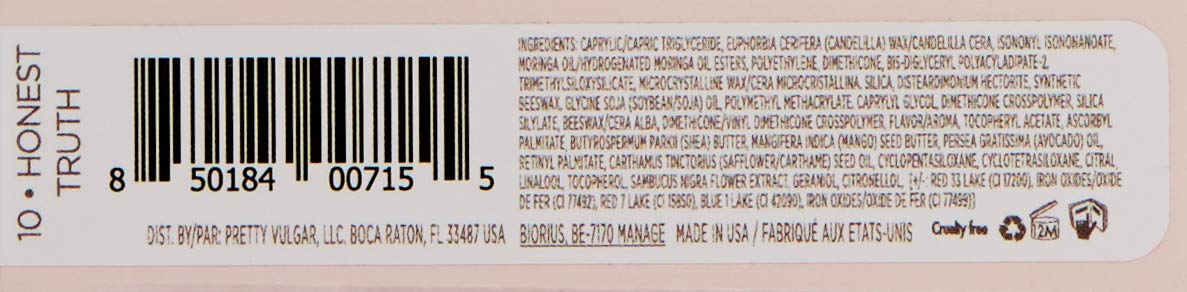 10 • HONEST
TRUTH
8 50184 00715 5
INGREDIENTS: CAPRYLIC/CAPRIC TRIGLYCERIDE, EUPHORBIA CERIFERA (CANDELILLA) WAX/CANDELILLA CERA, ISONONYL ISONONANOATE,
MORINGA OIL/HYDROGENATED MORINGA OIL ESTERS, POLYETHYLENE, DIMETHICONE, BIS-DIGLYCERYL POLYACYLADIPATE-2,
TRIMETHYLSILOXYSILICATE, MICROCRYSTALLINE WAX/CERA MICROCRISTALLINA, SILICA, DISTEARDIMONIUM HECTORITE, SYNTHETIC
BEESWAX, GLYCINE SOJA (SOYBEAN/SOJA) OIL, POLYMETHYL METHACRYLATE, CAPRYLYL GLYCOL, DIMETHICONE CROSSPOLYMER, SILICA
SILYLATE, BEESWAX/CERA ALBA, DIMETHICONE/VINYL DIMETHICONE CROSSPOLYMER, FLAVOR/AROMA, TOCOPHERYL ACETATE, ASCORBYL
PALMITATE, BUTYROSPERMUM PARKII (SHEA) BUTTER, MANGIFERA INDICA (MANGO) SEED BUTTER, PERSEA GRATISSIMA (AVOCADO) OIL,
RETINYL PALMITATE, CARTHAMUS TINCTORIUS (SAFFLOWER/CARTHAME) SEED OIL, CYCLOPENTASILOXANE, CYCLOTETRASILOXANE, CITRAL,
LINALOOL, TOCOPHEROL, SAMBUCUS NIGRA FLOWER EXTRACT, GERANIOL, CITRONELLOL, [+/-: RED 33 LAKE (CI 17200), IRON OXIDES/OXIDE
DE FER (CI 77492), RED 7 LAKE (CI 15850), BLUE 1 LAKE (CI 42090), IRON OXIDES/OXIDE DE FER (CI 77499)]
DIST. BY/PAR: PRETTY VULGAR, LLC. BOCA RATON, FL 33487 USA BIORIUS, BE-7170 MANAGE MADE IN USA / FABRIQUÉ AUX ETATS-UNIS Cruelty free 12M